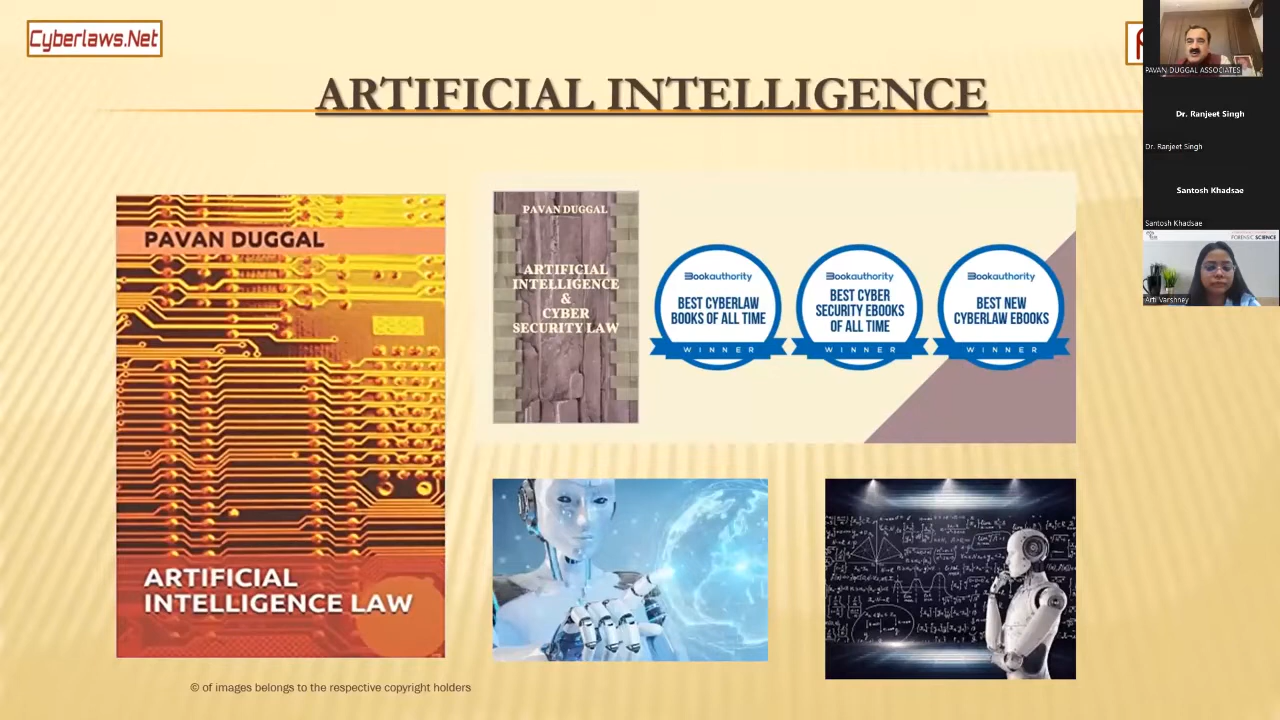 Cyberlaws.Net
ARTIFICIAL INTELLIGENCE
PAVAN DUGGAL
ARTIFICIAL
INTELLIGENCE LAW
PAVAN DUGGAL
ARTIFICIAL
INTELLIGENCE
&
CYBER
SECURITY LAW
Bookauthority
BEST CYBERLAW
BOOKS OF ALL TIME
WINNER
Bookauthority
BEST CYBER
SECURITY EBOOKS
OF ALL TIME
WINNER
Bookauthority
BEST NEW
CYBERLAW EBOOKS
WINNER
© of images belongs to the respective copyright holders
PAVAN DUGGAL ASSOCIATES
Dr. Ranjeet Singh
Dr. Ranjeet Singh
Santosh Khadsae
Santosh Khadsae
FORENSIC SCIENCE
Arti Varshney